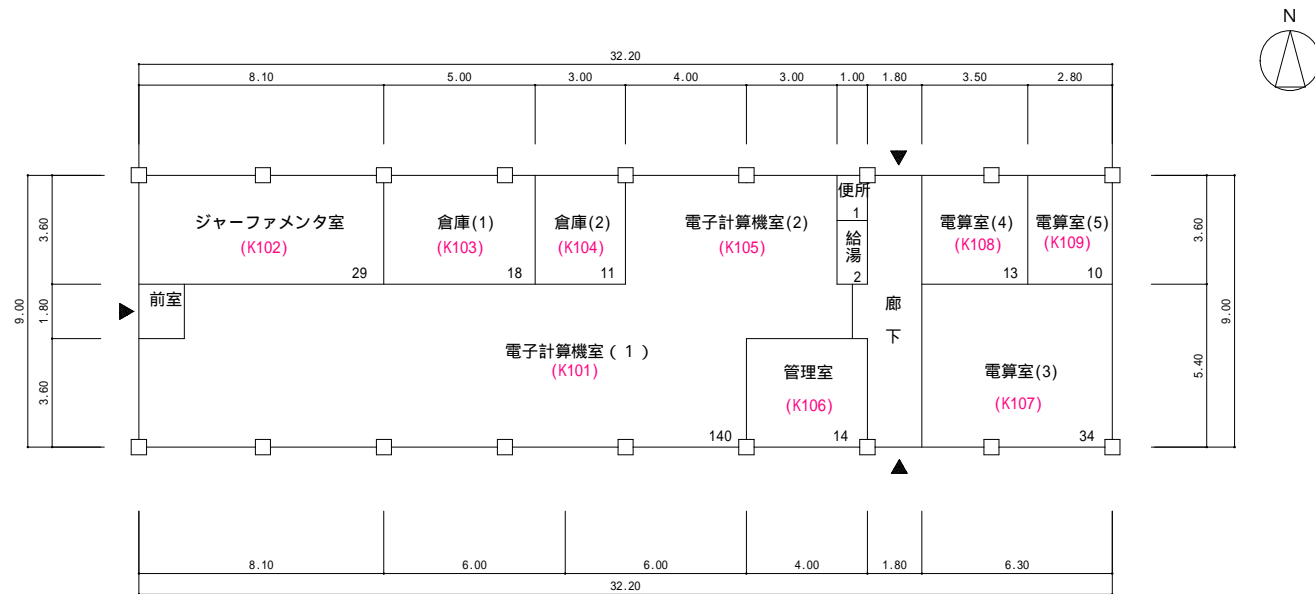 N
32.20
8.10 5.00 3.00 4.00 3.00 1.00 1.80 3.50 2.80
3.60
1.80
3.60
9.00
ジャーファメンタ室
(K102)
29
倉庫(1)
(K103)
18
倉庫(2)
(K104)
11
電子計算機室(2)
(K105)
便所
1
給
湯
2
電算室(4)
(K108)
13
電算室(5)
(K109)
10
3.60
5.40
9.00
前室
廊
下
電子計算機室(1)
(K101)
140
管理室
(K106)
14
電算室(3)
(K107)
34
8.10 6.00 6.00 4.00 1.80 6.30
32.20